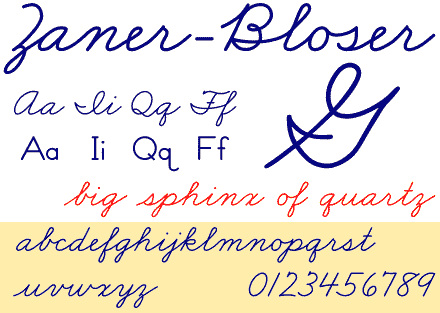 Zaner-Bloser
Aa Ii Qq Ff
Aa Ii Qq Ff
G
big sphinx of quartz
abcdefghijklmnopqrst
uvwxyz 0123456789